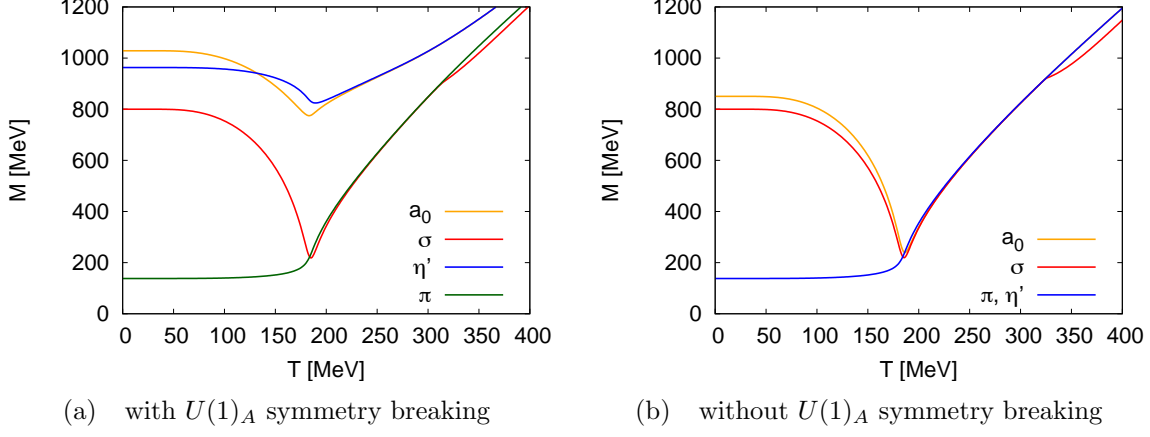 1200
1000
800
600
400
200
0
M [MeV]
a0
σ
η'
π
0 50 100 150 200 250 300 350 400
T [MeV]
(a) with U(1)A symmetry breaking
1200
1000
800
600
400
200
0
M [MeV]
a0
σ
π, η'
0 50 100 150 200 250 300 350 400
T [MeV]
(b) without U(1)A symmetry breaking